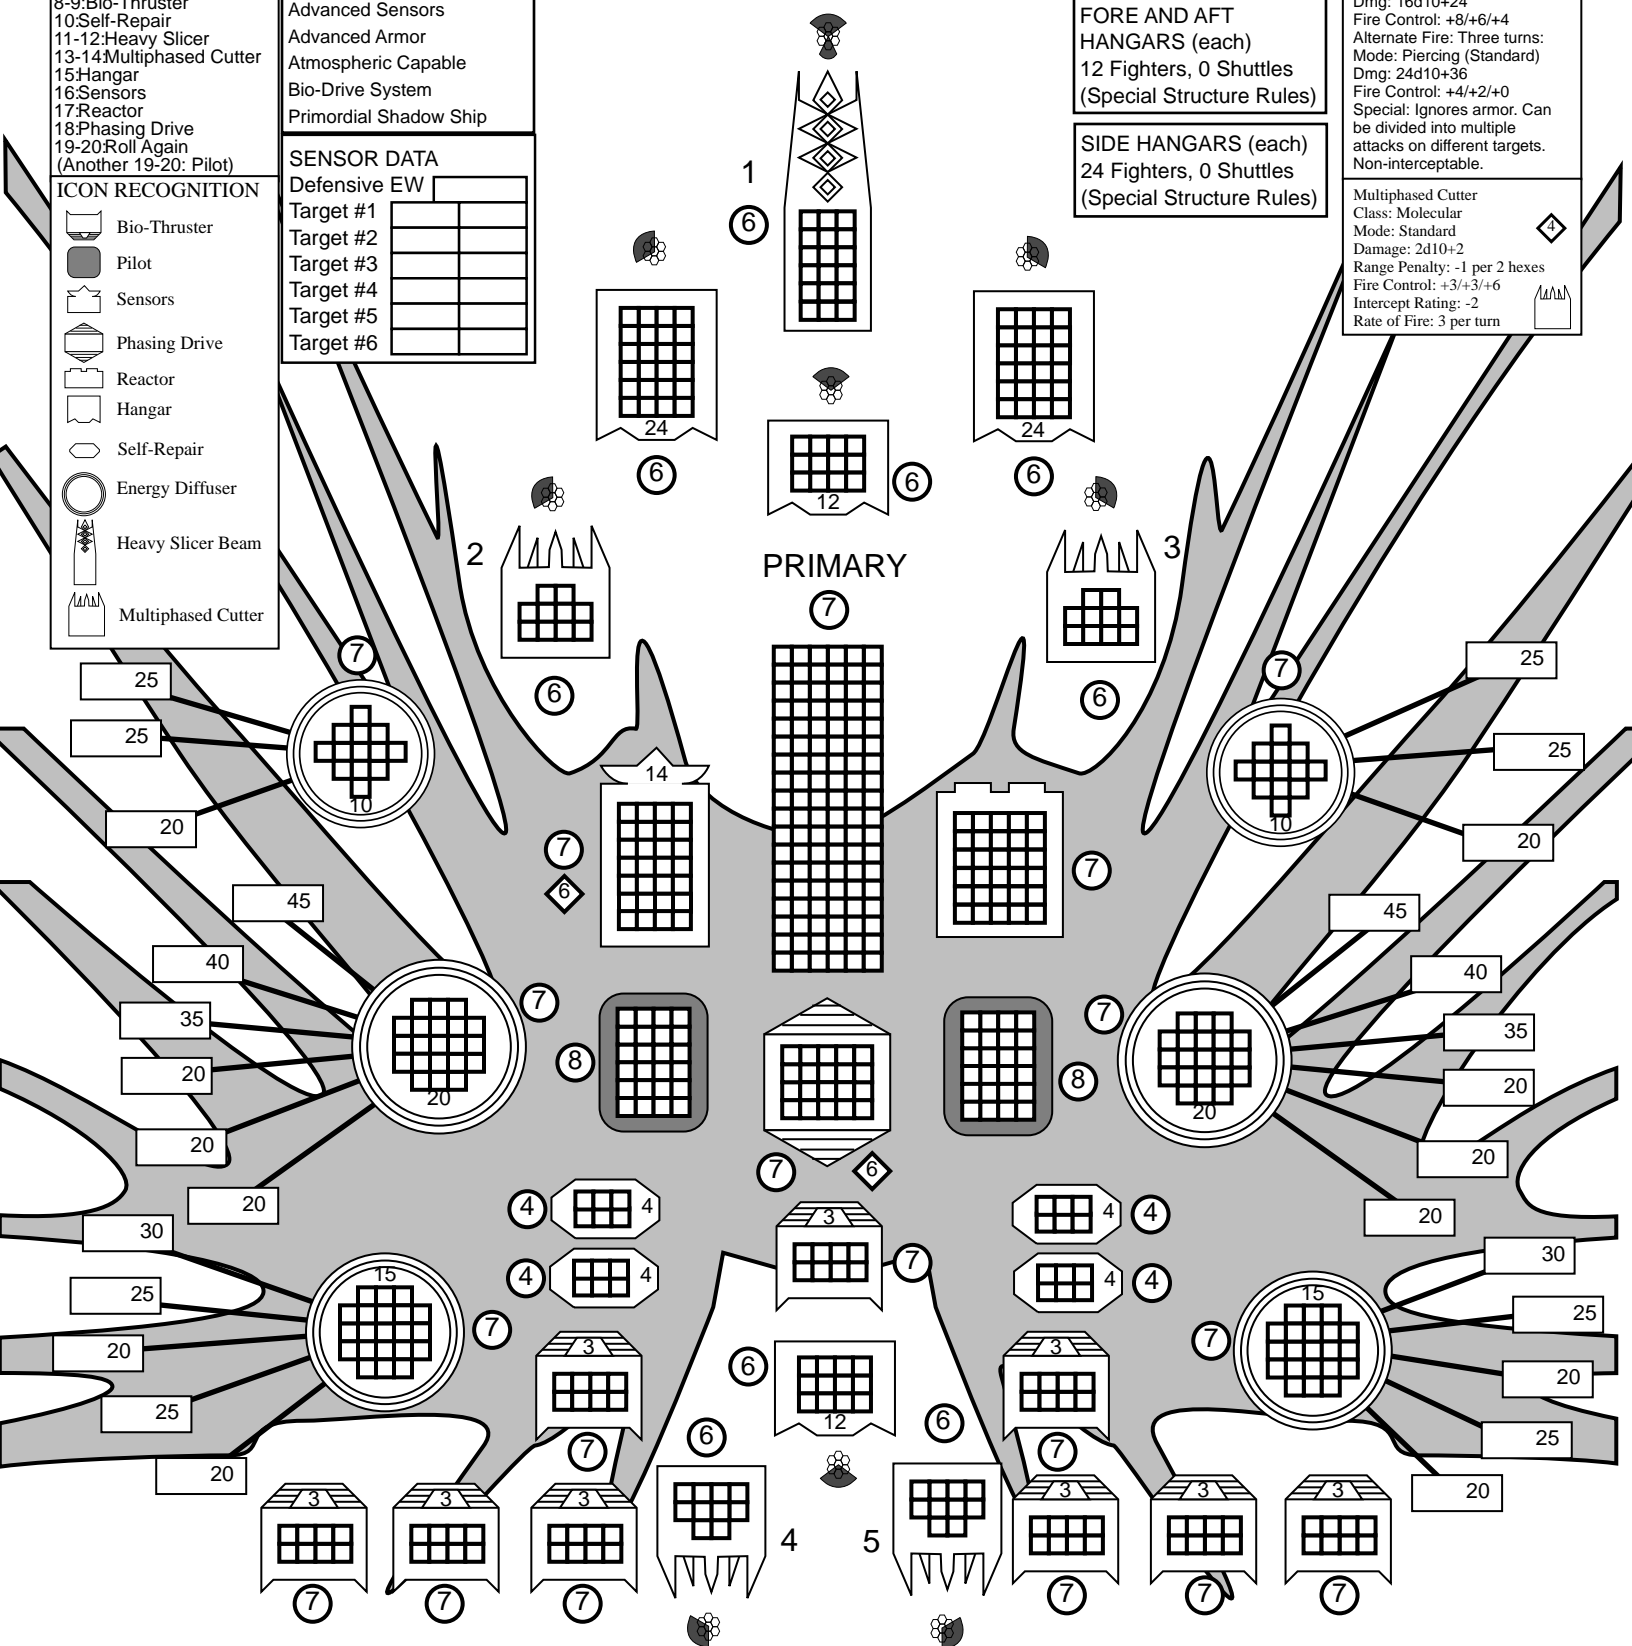 8-9:Bio-Thruster
10:Self-Repair
11-12:Heavy Slicer
13-14:Multiphased Cutter
15:Hangar
16:Sensors
17:Reactor
18:Phasing Drive
19-20:Roll Again
(Another 19-20: Pilot)
ICON RECOGNITION
Bio-Thruster
Pilot
Sensors
Phasing Drive
Reactor
Hangar
Self-Repair
Energy Diffuser
Heavy Slicer Beam
Multiphased Cutter
Advanced Sensors
Advanced Armor
Atmospheric Capable
Bio-Drive System
Primordial Shadow Ship
SENSOR DATA
Defensive EW
Target #1
Target #2
Target #3
Target #4
Target #5
Target #6
FORE AND AFT
HANGARS (each)
12 Fighters, 0 Shuttles
(Special Structure Rules)
SIDE HANGARS (each)
24 Fighters, 0 Shuttles
(Special Structure Rules)
Dmg: 16d10+24
Fire Control: +8/+6/+4
Alternate Fire: Three turns:
Mode: Piercing (Standard)
Dmg: 24d10+36
Fire Control: +4/+2/+0
Special: Ignores armor. Can
be divided into multiple
attacks on different targets.
Non-interceptable.
Multiphased Cutter
Class: Molecular
Mode: Standard
4
Damage: 2d10+2
Range Penalty: -1 per 2 hexes
Fire Control: +3/+3/+6
Intercept Rating: -2
Rate of Fire: 3 per turn
1
6
24
24
6
6
6
12
2
3
PRIMARY
7
6
6
7
7
25
25
20
10
25
25
20
10
14
7
6
7
45
40
35
20
20
20
20
7
8
8
7
20
45
40
35
20
20
20
7
6
4
4
4
4
4
4
4
4
3
7
30
25
20
25
20
15
7
7
15
30
25
20
25
20
3
7
6
12
3
7
6
6
4
5
3
7
3
7
3
7
3
7
3
7
3
7